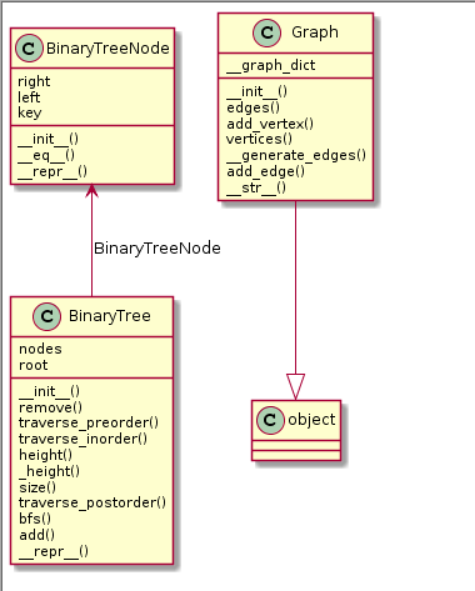 C BinaryTreeNode
right
left
key
__init__()
__eq__()
__repr__()
C Graph
__graph_dict
__init__()
edges()
add_vertex()
vertices()
__generate_edges()
add_edge()
__str__()
BinaryTreeNode
C BinaryTree
nodes
root
__init__()
remove()
traverse_preorder()
traverse_inorder()
height()
_height()
size()
traverse_postorder()
bfs()
add()
__repr__()
C object